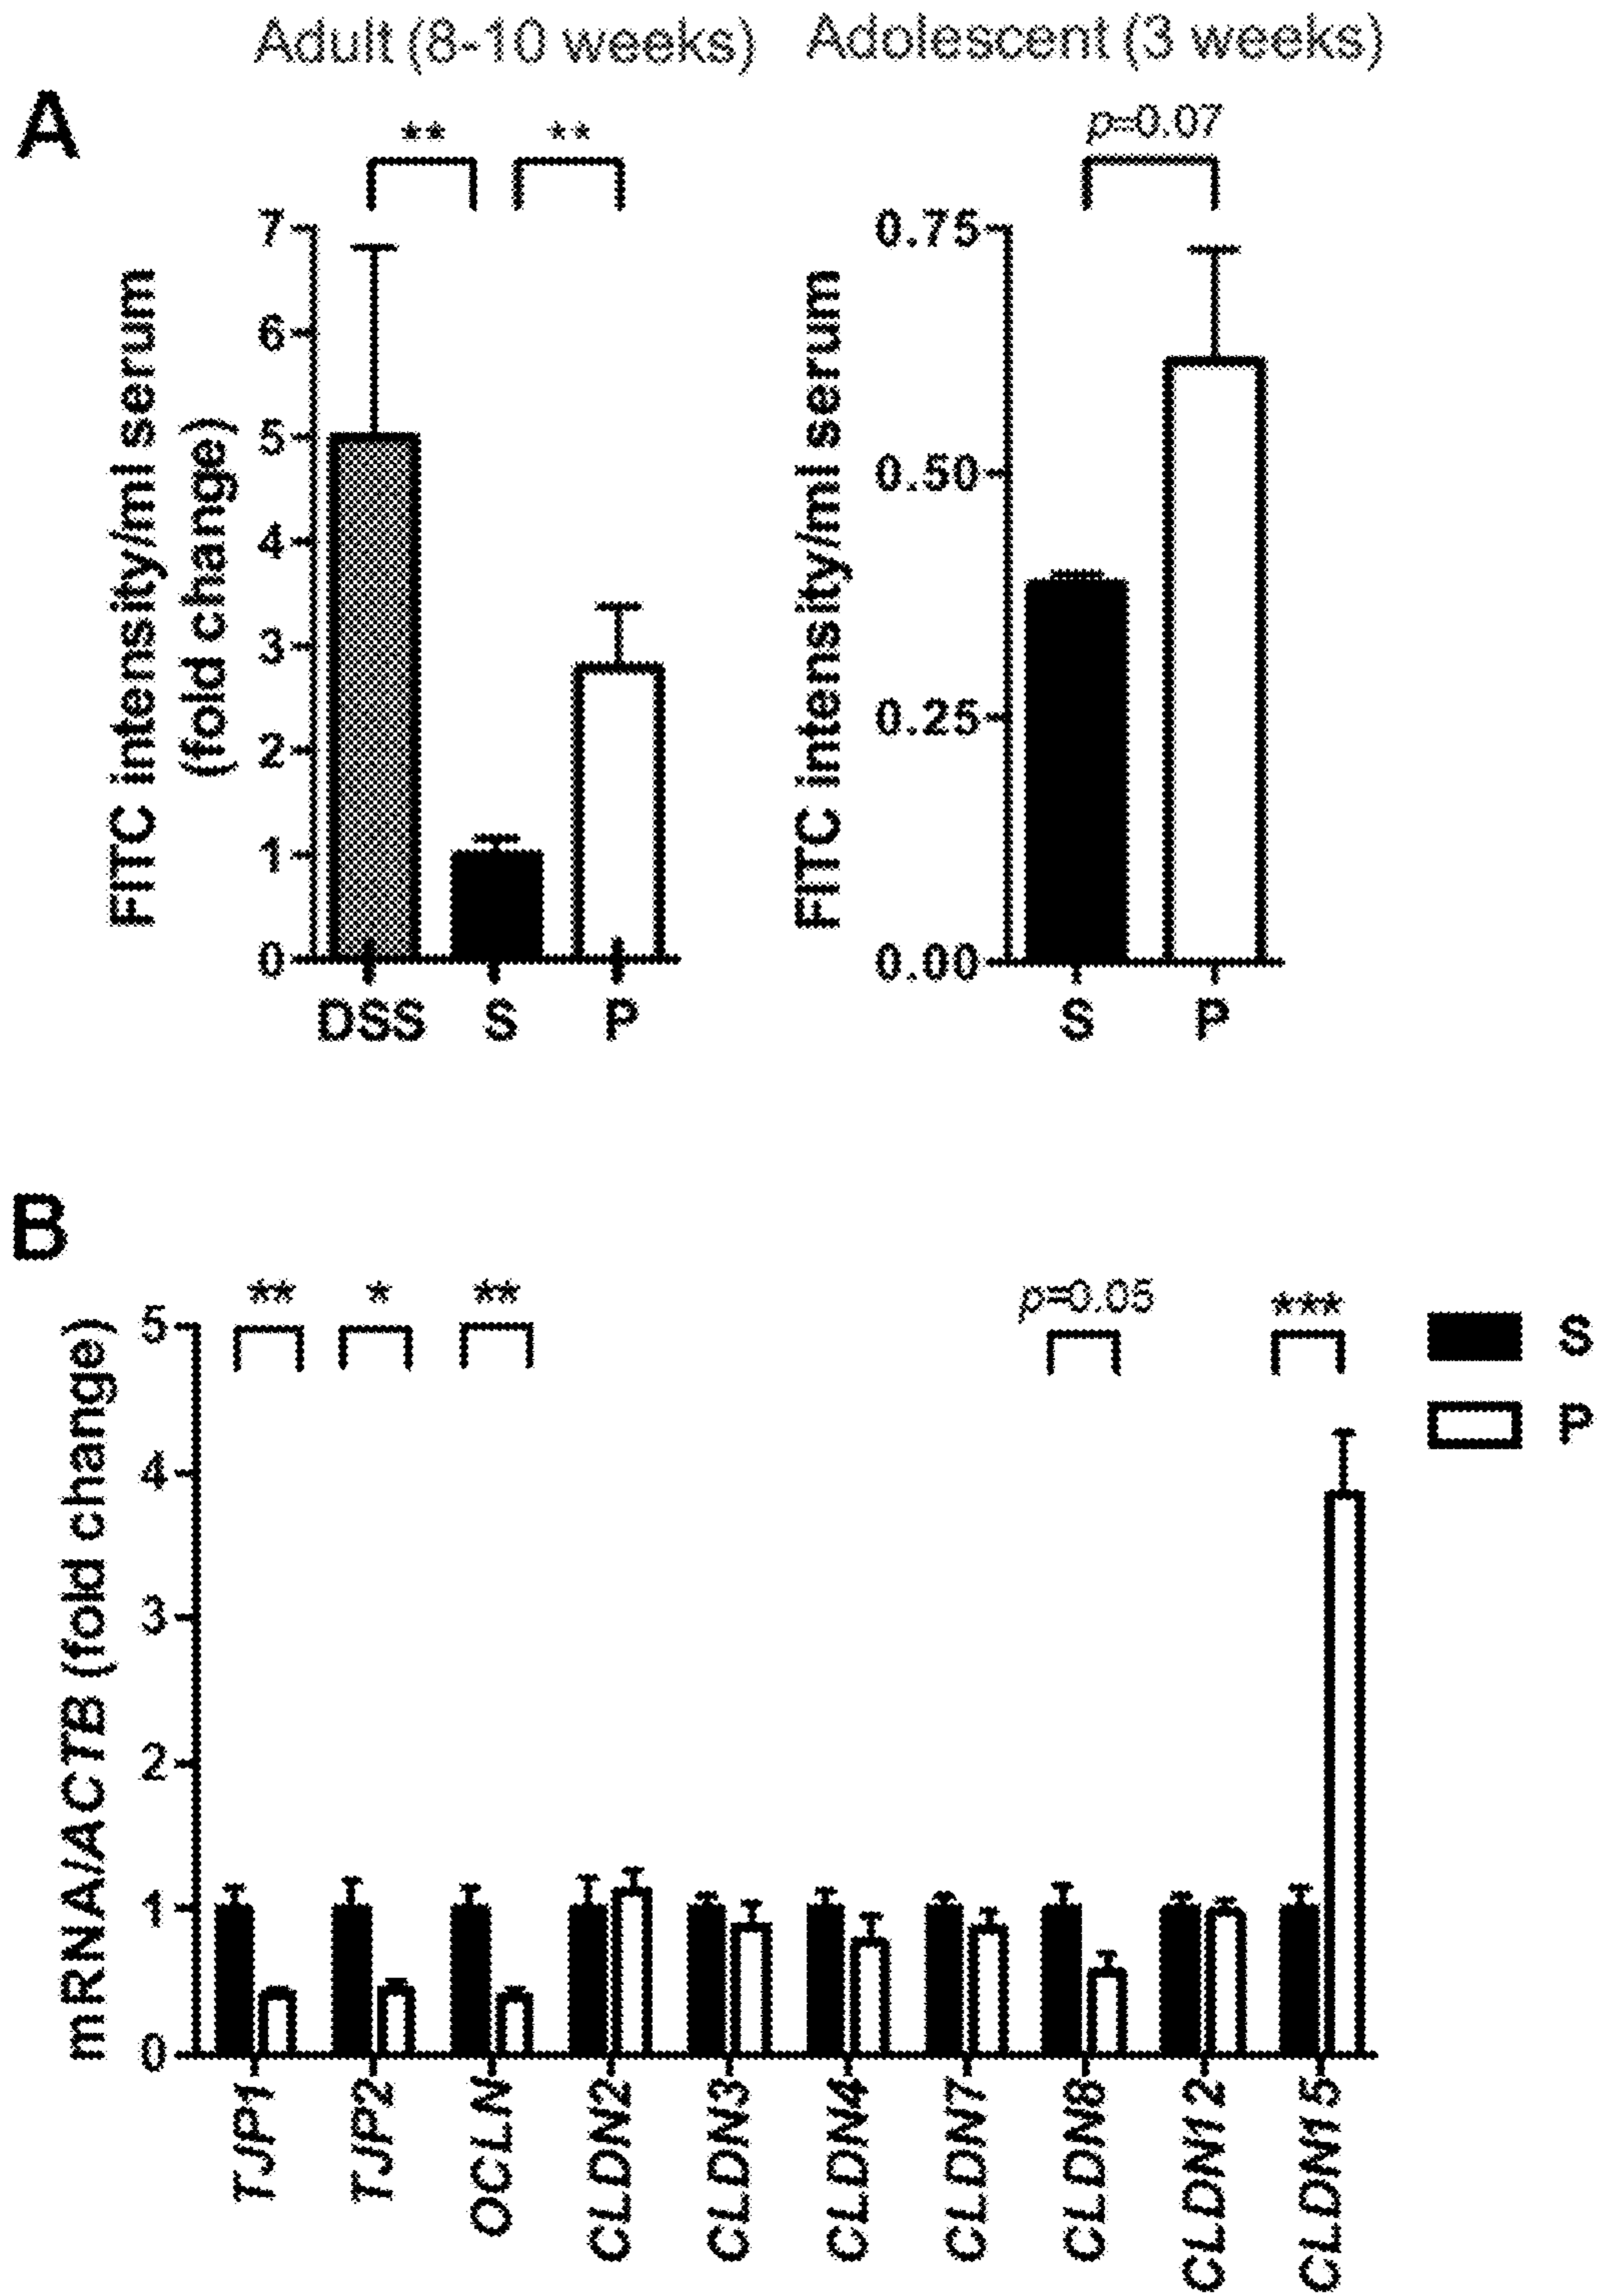 Adult (8-10 weeks)
Adolescent (3 weeks)
A
**
**
p=0.07
FITC intensity/ml serum
(fold change)
7
6
5
4
3
2
1
0
DSS
S
P
FITC intensity/ml serum
0.75
0.50
0.25
0.00
S
P
B
**
*
**
p=0.05
***
S
P
mRNA/ACTB (fold change)
5
4
3
2
1
0
TJP1
TJP2
OCLN
CLDN2
CLDN3
CLDN4
CLDN7
CLDN8
CLDN12
CLDN15